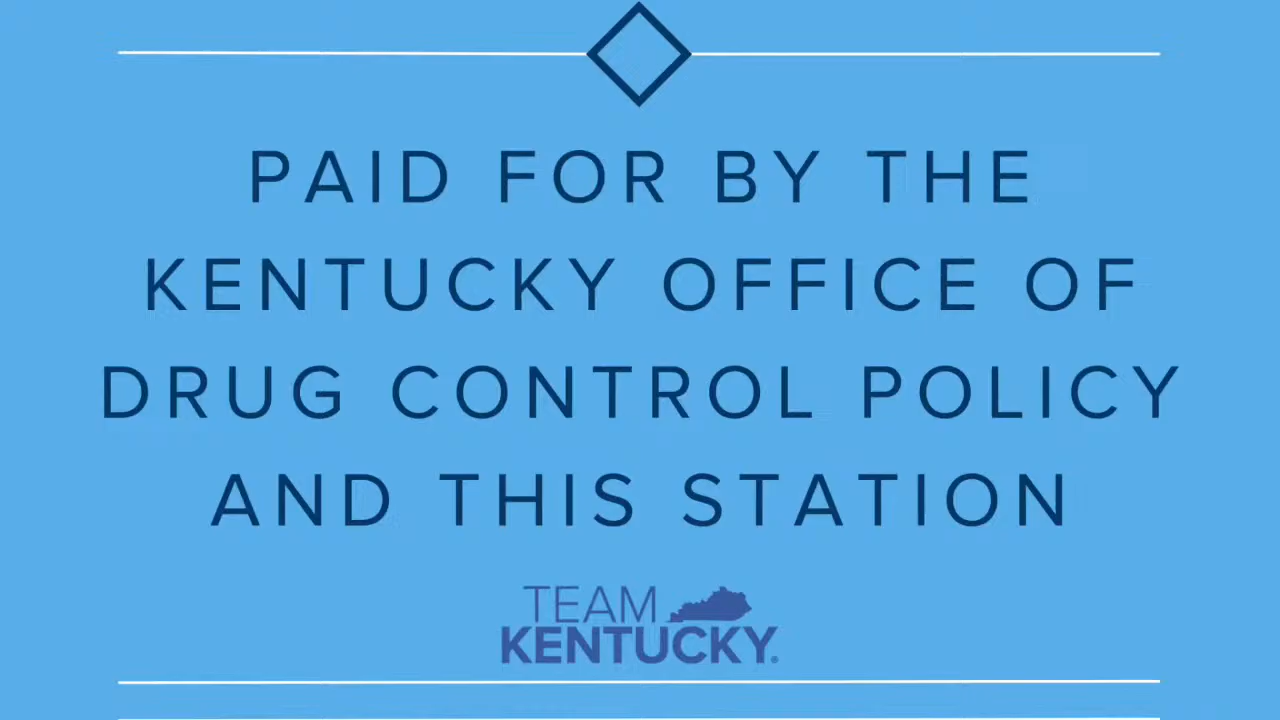 PAID FOR BY THE
KENTUCKY OFFICE OF
DRUG CONTROL POLICY
AND THIS STATION
TEAM
KENTUCKY.